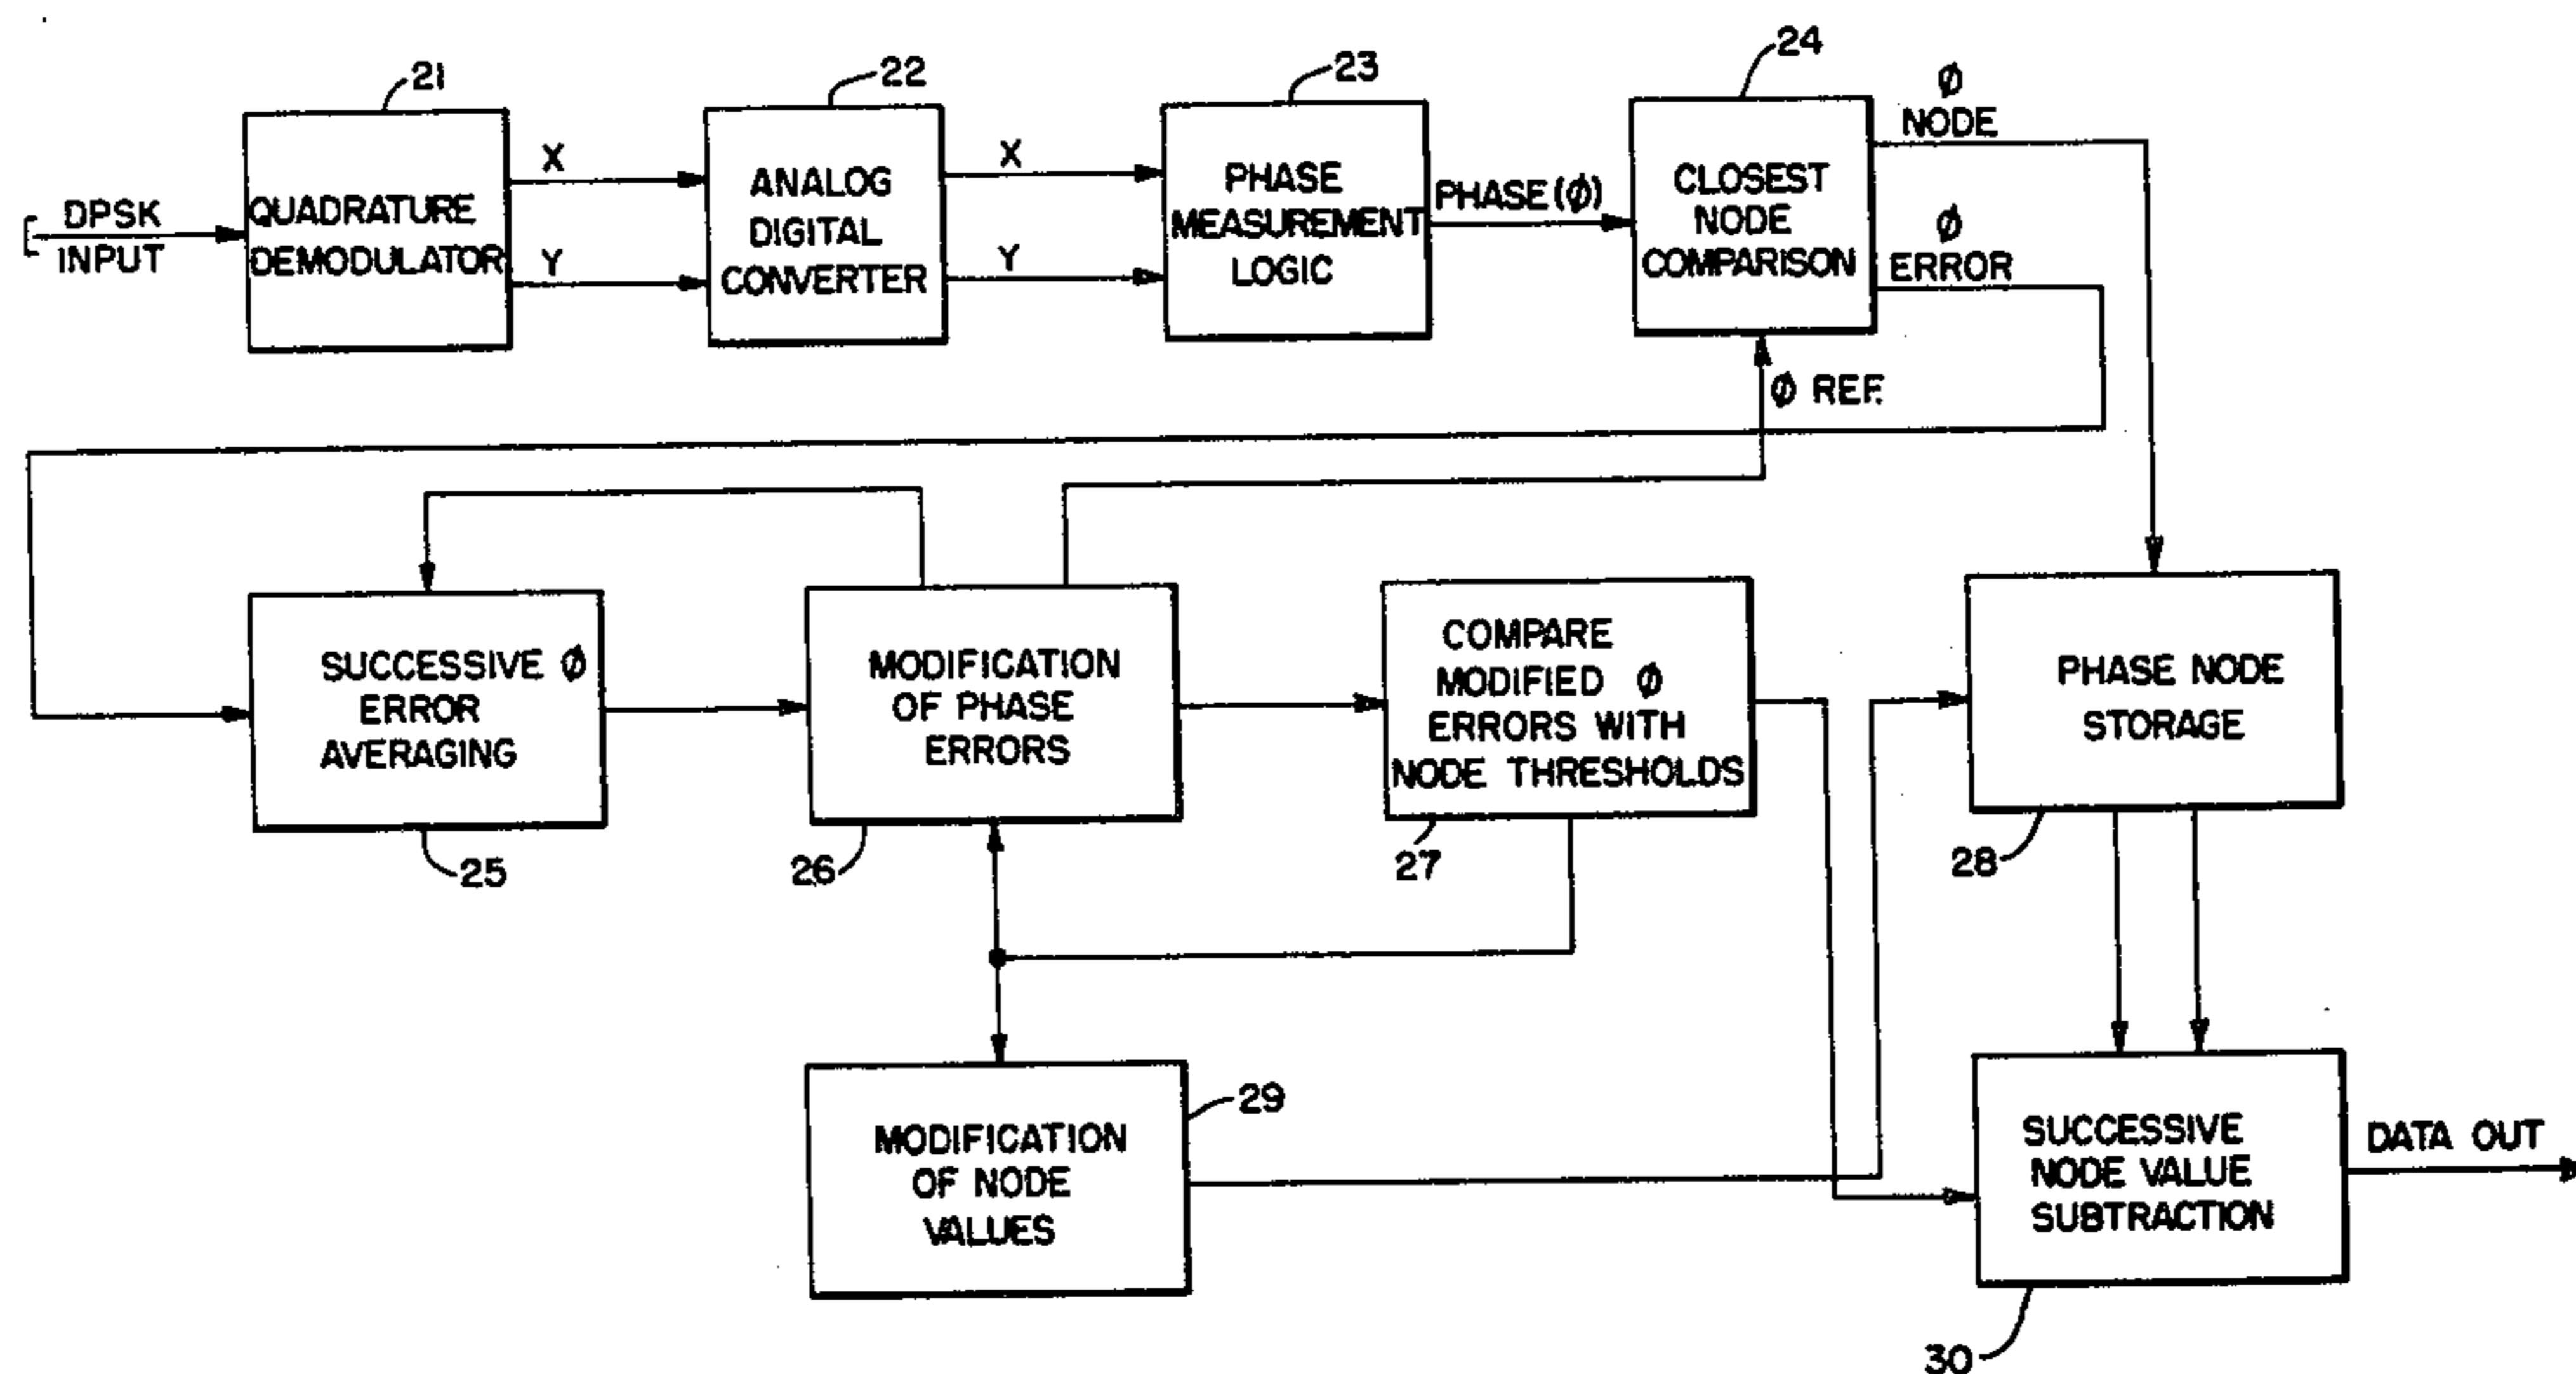 21
22
23
24
DPSK
INPUT
QUADRATURE
DEMODULATOR
X
Y
ANALOG
DIGITAL
CONVERTER
X
Y
PHASE
MEASUREMENT
LOGIC
PHASE (Ø)
CLOSEST
NODE
COMPARISON
Ø
NODE
Ø
ERROR
Ø REF.
SUCCESSIVE Ø
ERROR
AVERAGING
25
MODIFICATION
OF PHASE
ERRORS
26
COMPARE
MODIFIED Ø
ERRORS WITH
NODE THRESHOLDS
27
PHASE NODE
STORAGE
28
MODIFICATION
OF NODE
VALUES
29
SUCCESSIVE
NODE VALUE
SUBTRACTION
30
DATA OUT